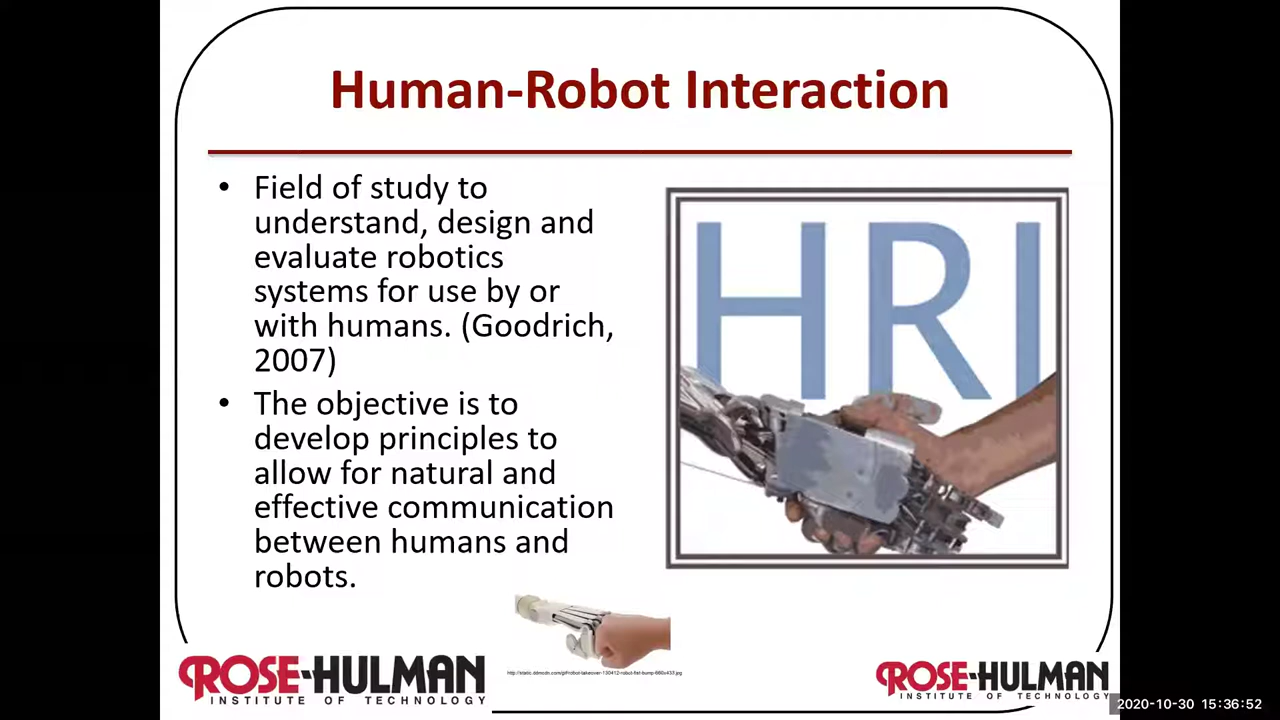 Human-Robot Interaction
• Field of study to
understand, design and
evaluate robotics
systems for use by or
with humans. (Goodrich,
2007)
• The objective is to
develop principles to
allow for natural and
effective communication
between humans and
robots.
HRI
ROSE-HULMAN
INSTITUTE OF TECHNOLOGY
ROSE-HULMAN
INSTITUTE OF TECHNOLOGY
2020-10-30 15:36:52